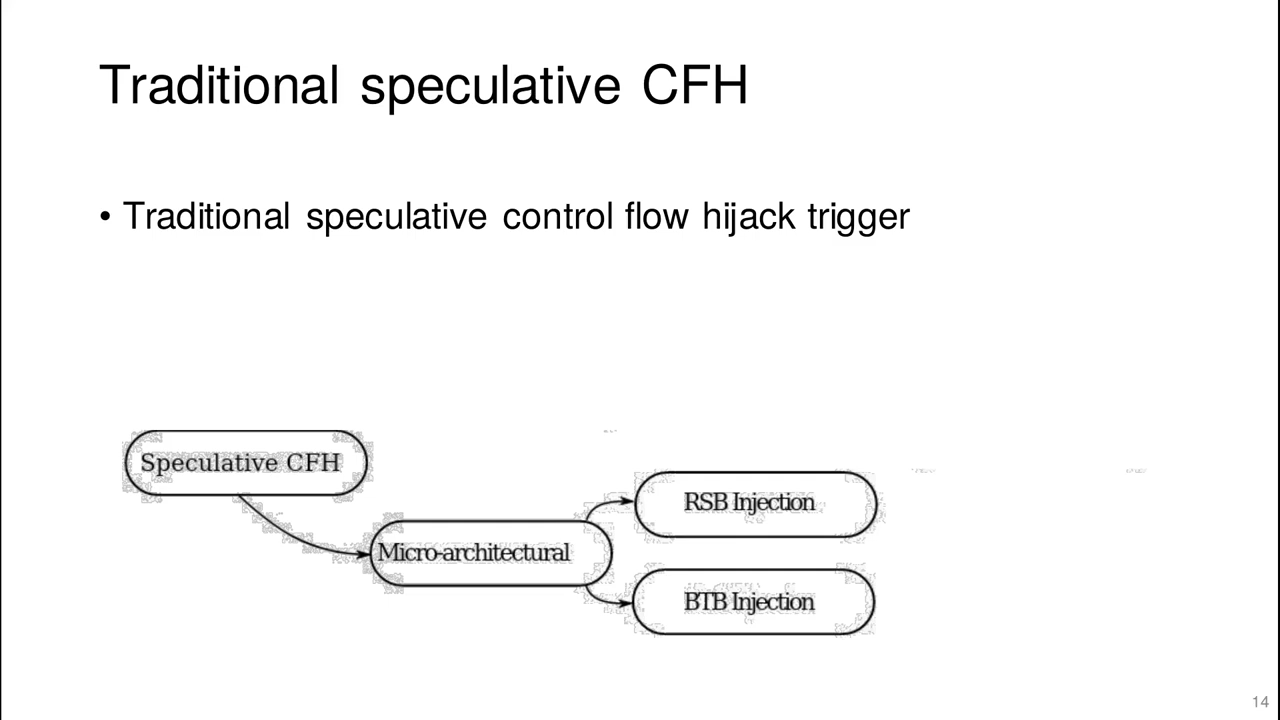 Traditional speculative CFH
• Traditional speculative control flow hijack trigger
Speculative CFH
RSB Injection
Micro-architectural
BTB Injection
14